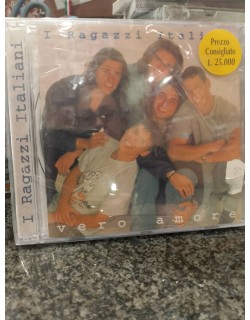 I Ragazzi Itali
Prezzo
Consigliato
L. 25.000
I Ragazzi Italiani
vero amore